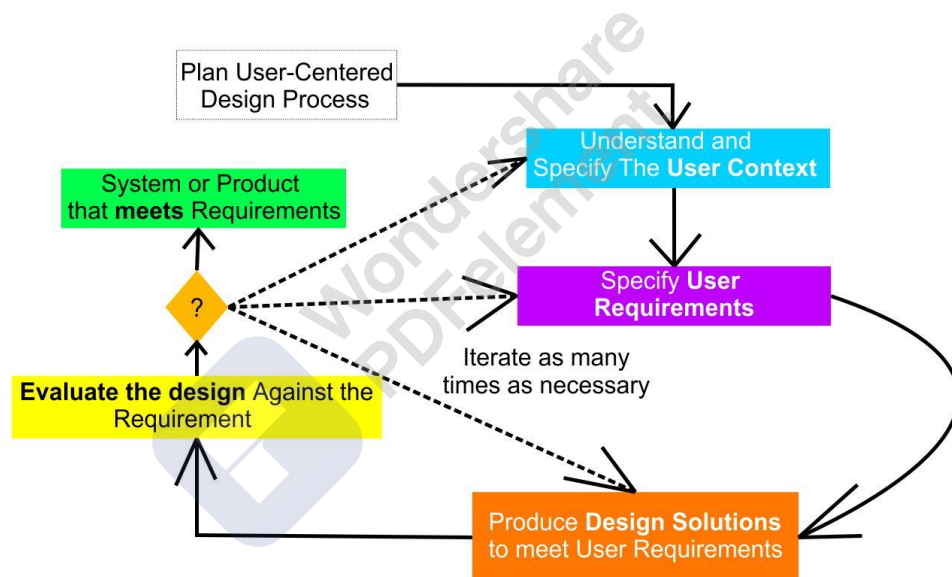 Plan User-Centered
Design Process
Understand and
Specify The User Context
System or Product
that meets Requirements
Specify User
Requirements
?
Iterate as many
times as necessary
Evaluate the design Against the
Requirement
Produce Design Solutions
to meet User Requirements
Wondershare
PDFelement